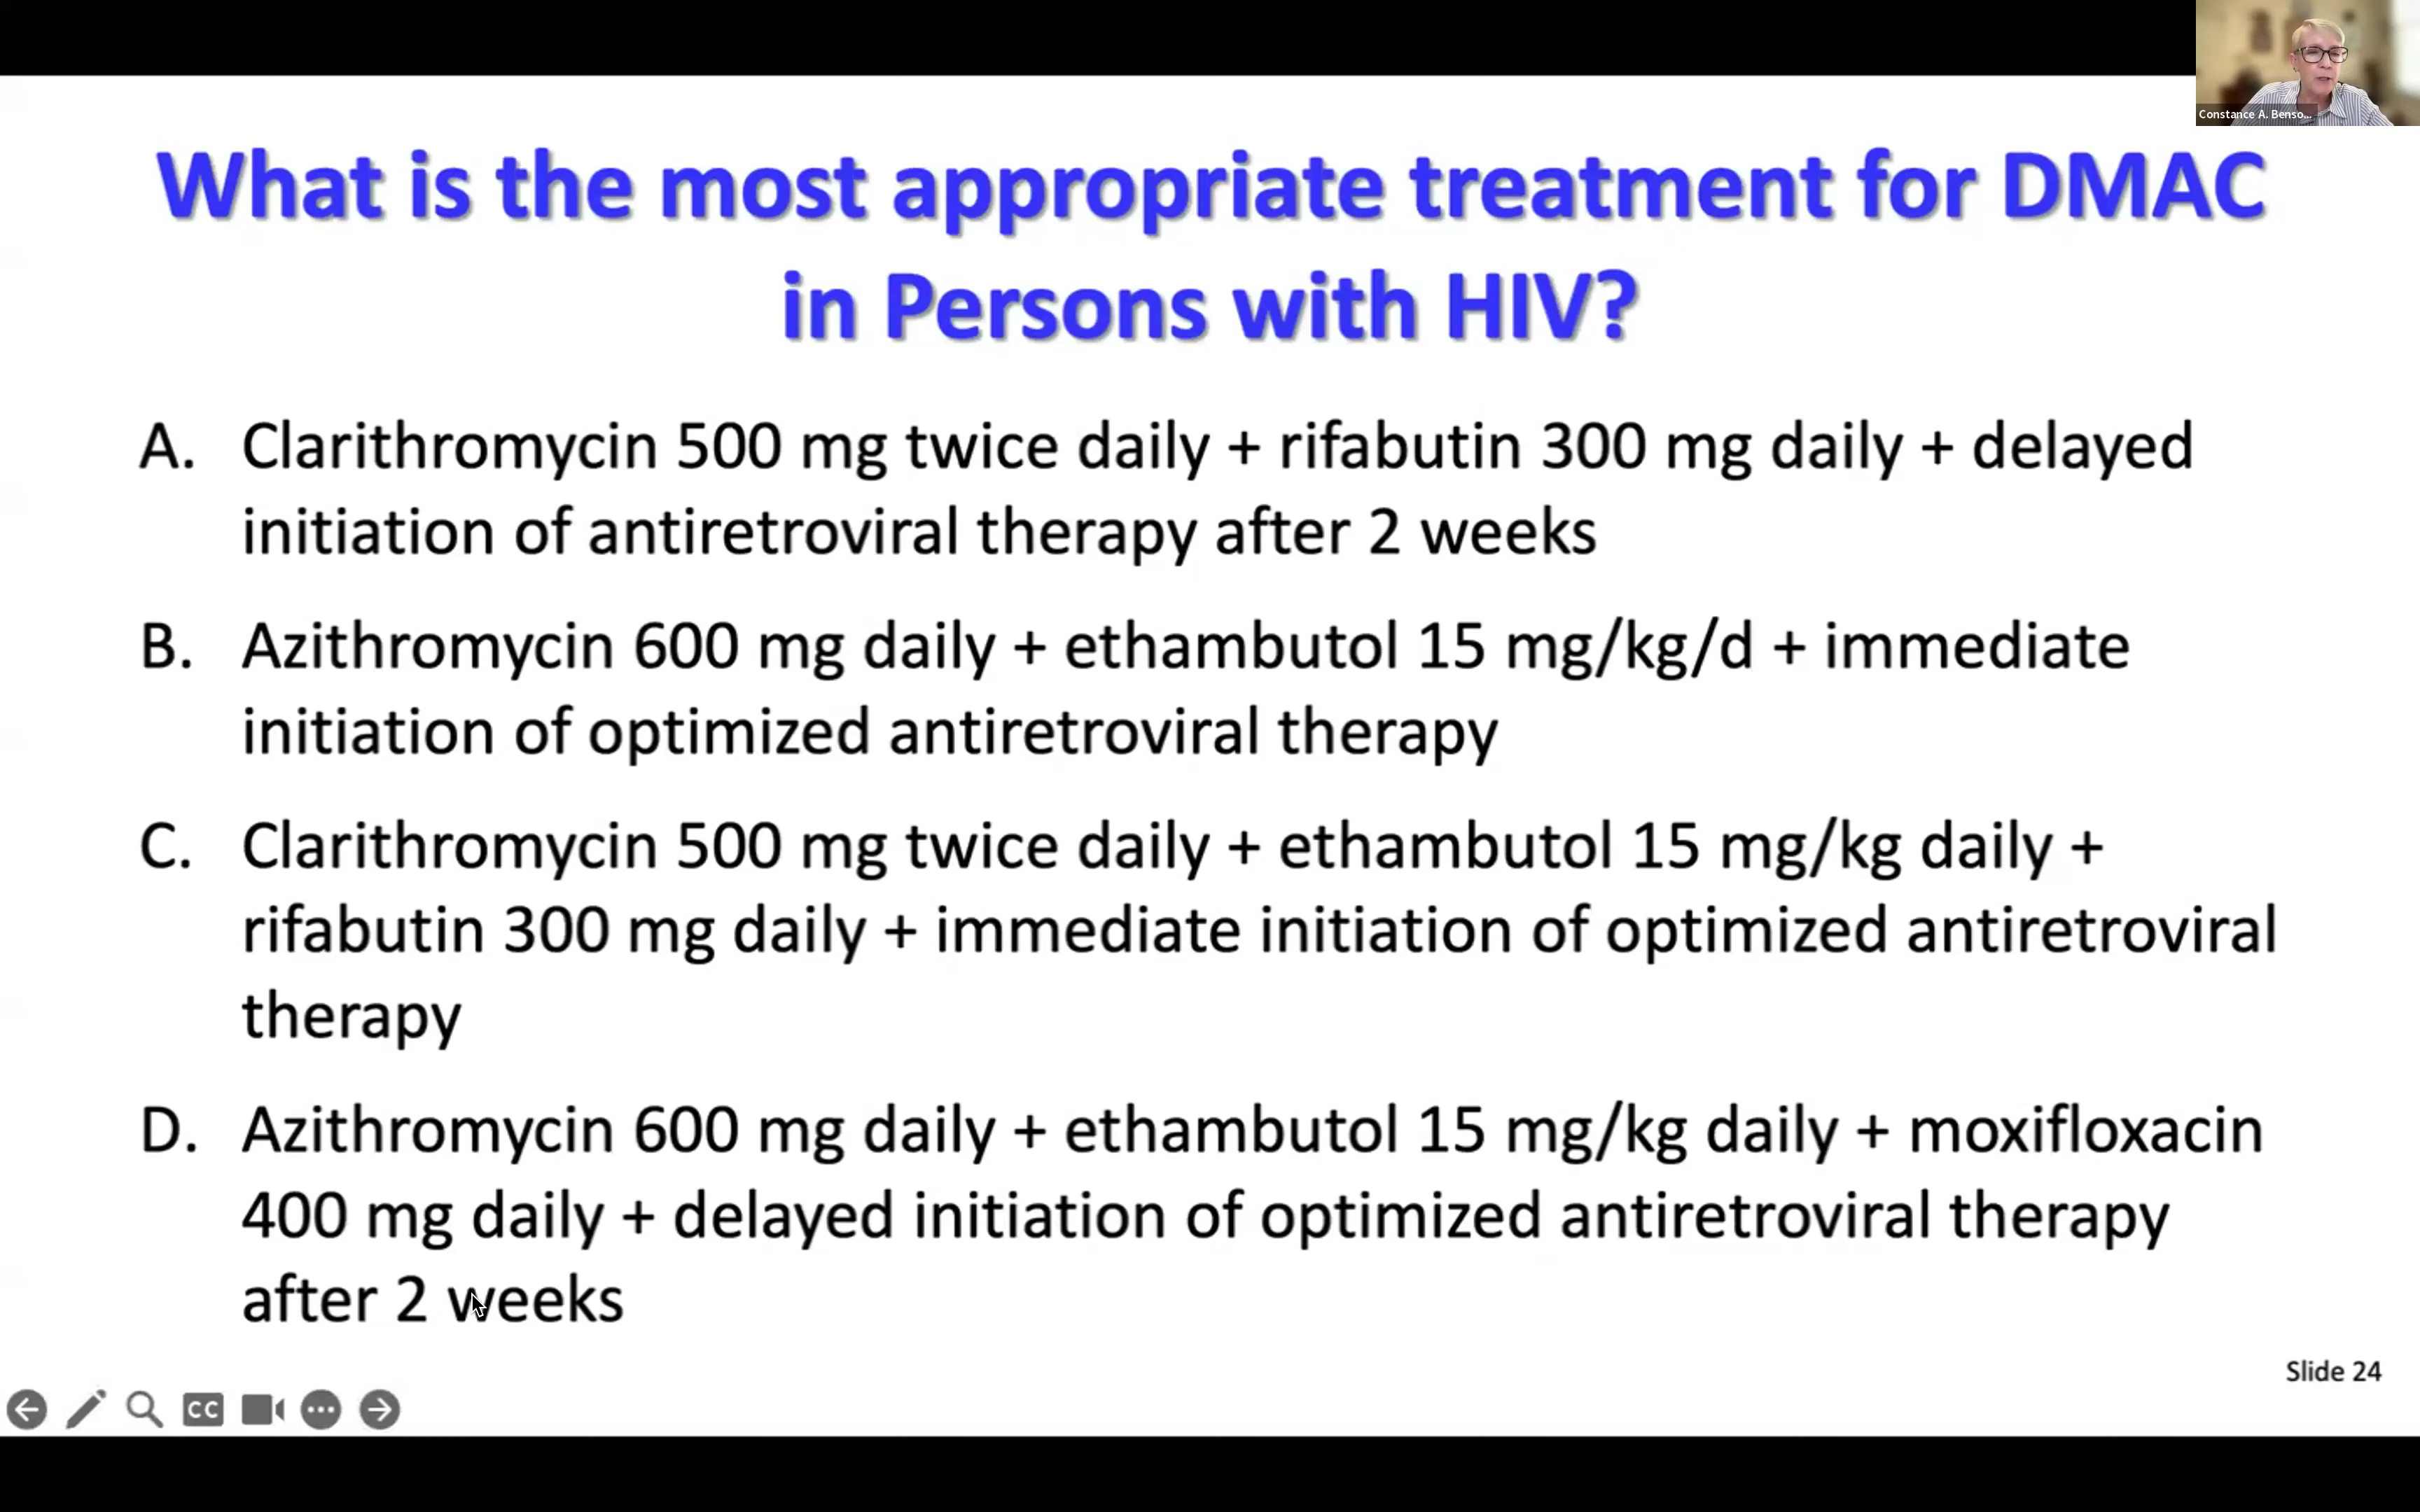 Constance A. Benso...
What is the most appropriate treatment for DMAC
in Persons with HIV?
A. Clarithromycin 500 mg twice daily + rifabutin 300 mg daily + delayed
initiation of antiretroviral therapy after 2 weeks
B. Azithromycin 600 mg daily + ethambutol 15 mg/kg/d + immediate
initiation of optimized antiretroviral therapy
C. Clarithromycin 500 mg twice daily + ethambutol 15 mg/kg daily +
rifabutin 300 mg daily + immediate initiation of optimized antiretroviral
therapy
D. Azithromycin 600 mg daily + ethambutol 15 mg/kg daily + moxifloxacin
400 mg daily + delayed initiation of optimized antiretroviral therapy
after 2 weeks
Slide 24
CC